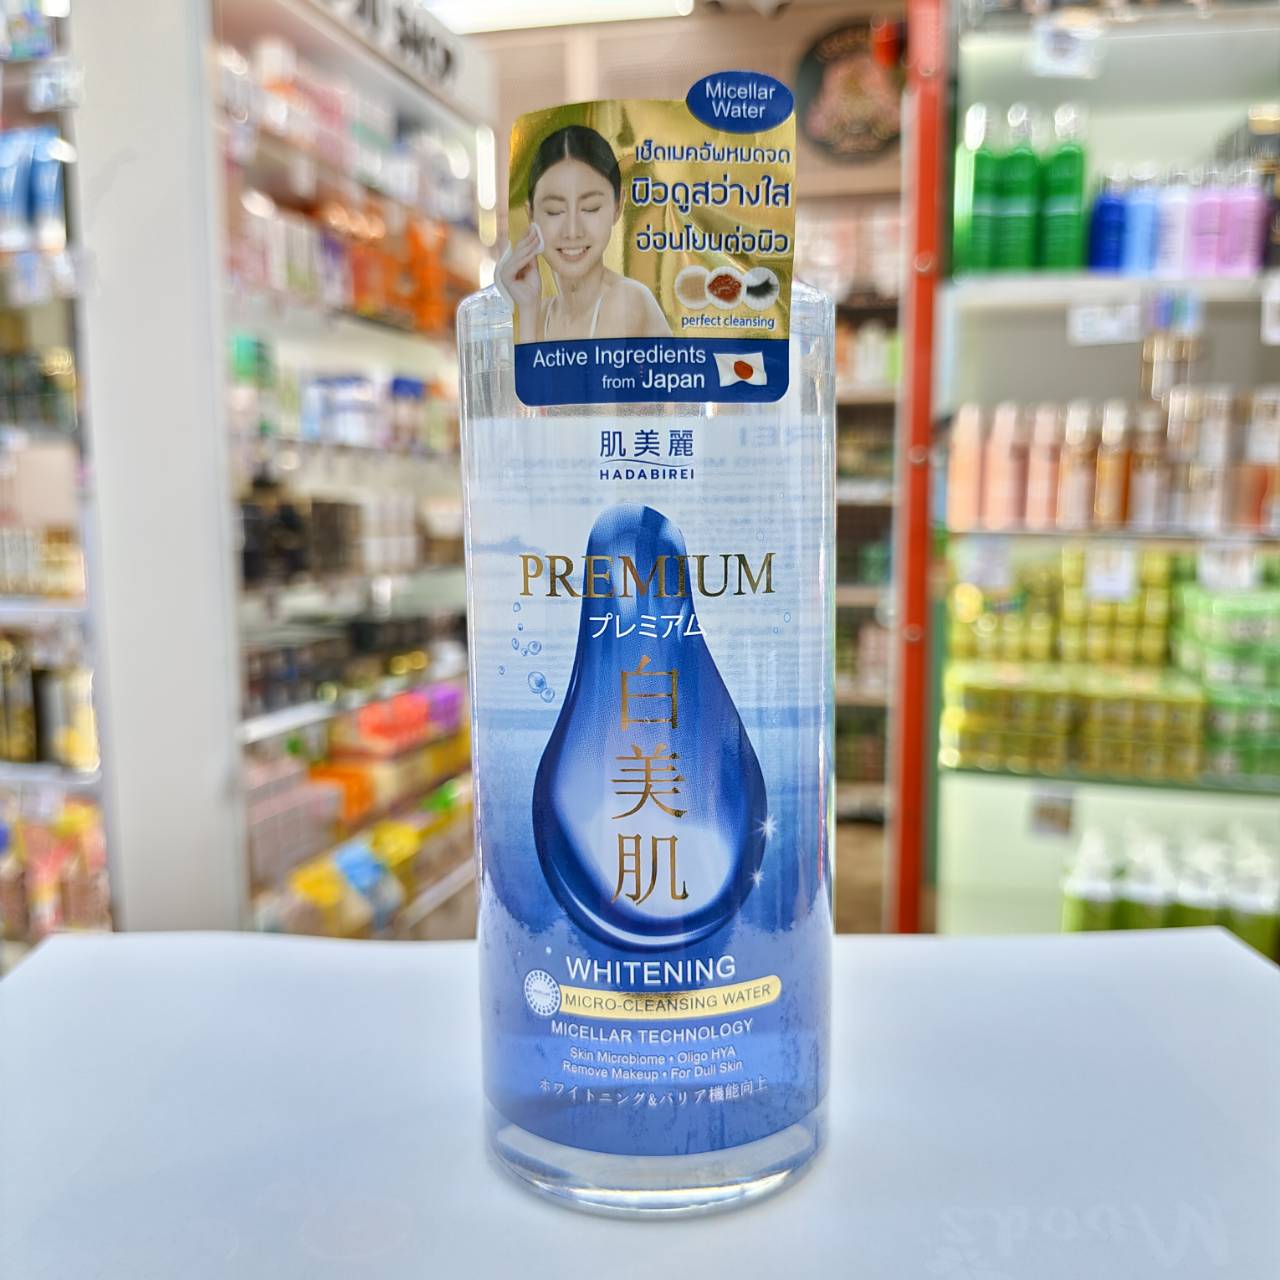 Micellar
Water
เช็ดเมคอัพหมดจด
ผิวดูสว่างใส
อ่อนโยนต่อผิว
perfect cleansing
Active Ingredients
from Japan
肌美麗
HADABIREI
PREMIUM
プレミアム
白
美
肌
WHITENING
MICRO-CLEANSING WATER
MICELLAR TECHNOLOGY
Skin Microbiome • Oligo HYA
Remove Makeup • For Dull Skin
ホワイトニング&バリア機能向上